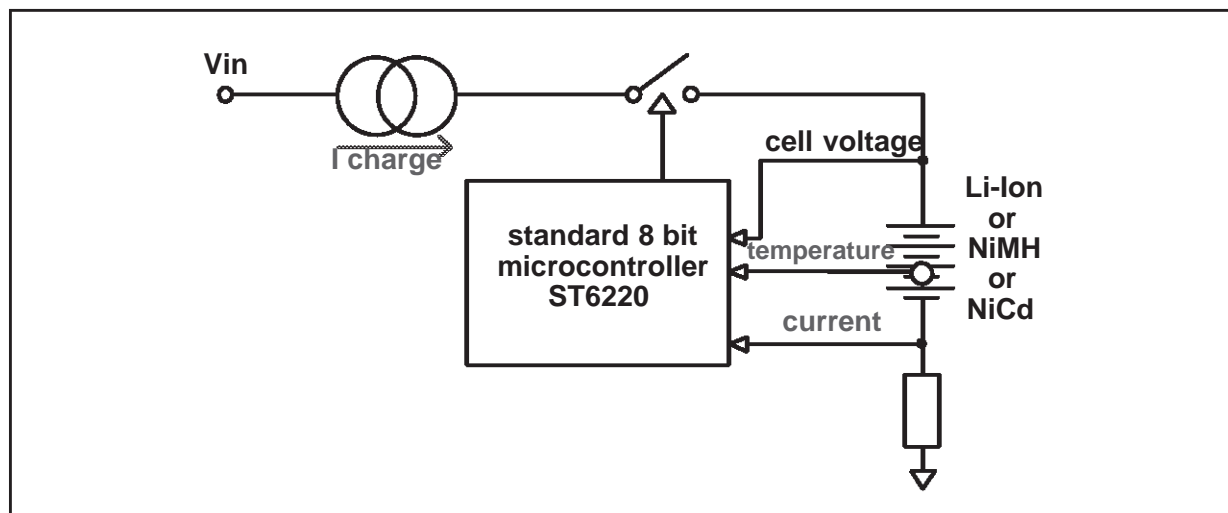 Vin
I charge
cell voltage
standard 8 bit
microcontroller
ST6220
temperature
current
Li-Ion
or
NiMH
or
NiCd